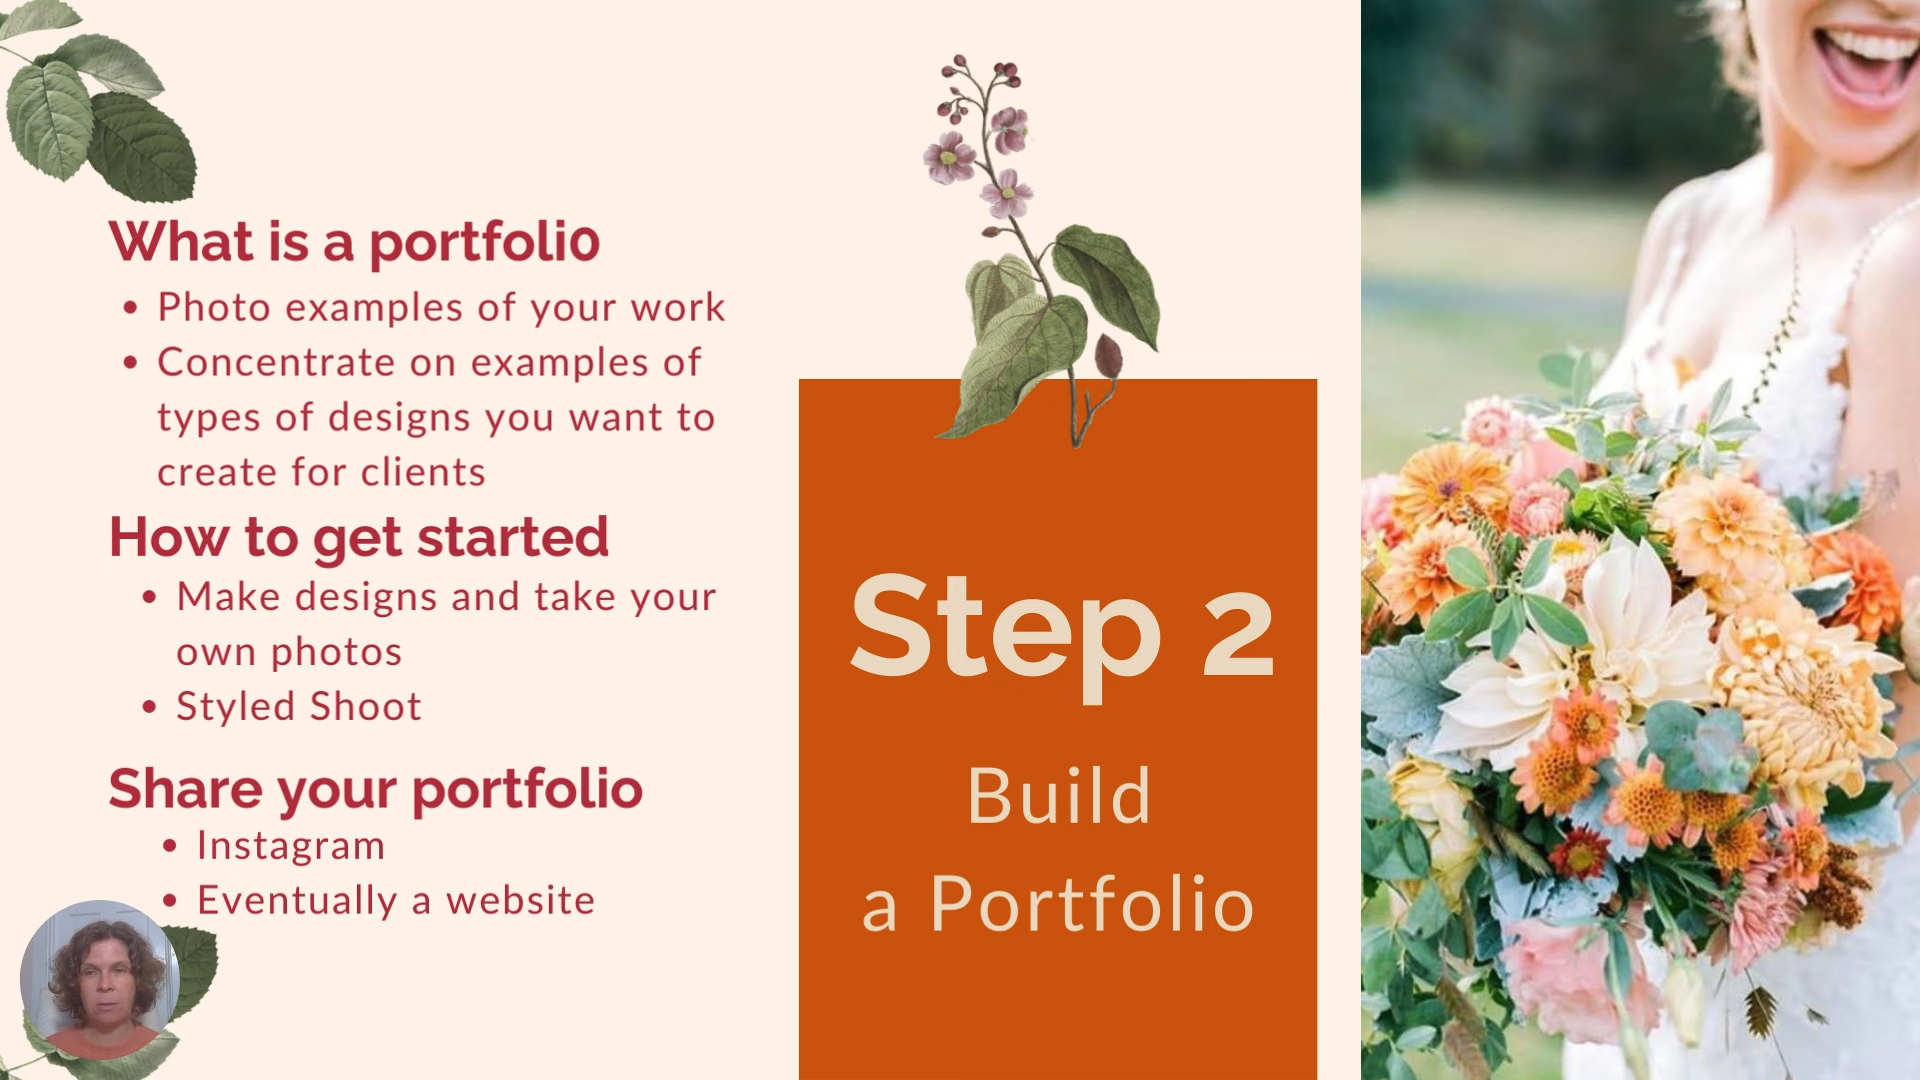 What is a portfoli0
• Photo examples of your work
• Concentrate on examples of
types of designs you want to
create for clients
How to get started
• Make designs and take your
own photos
• Styled Shoot
Share your portfolio
• Instagram
• Eventually a website
Step 2
Build
a Portfolio